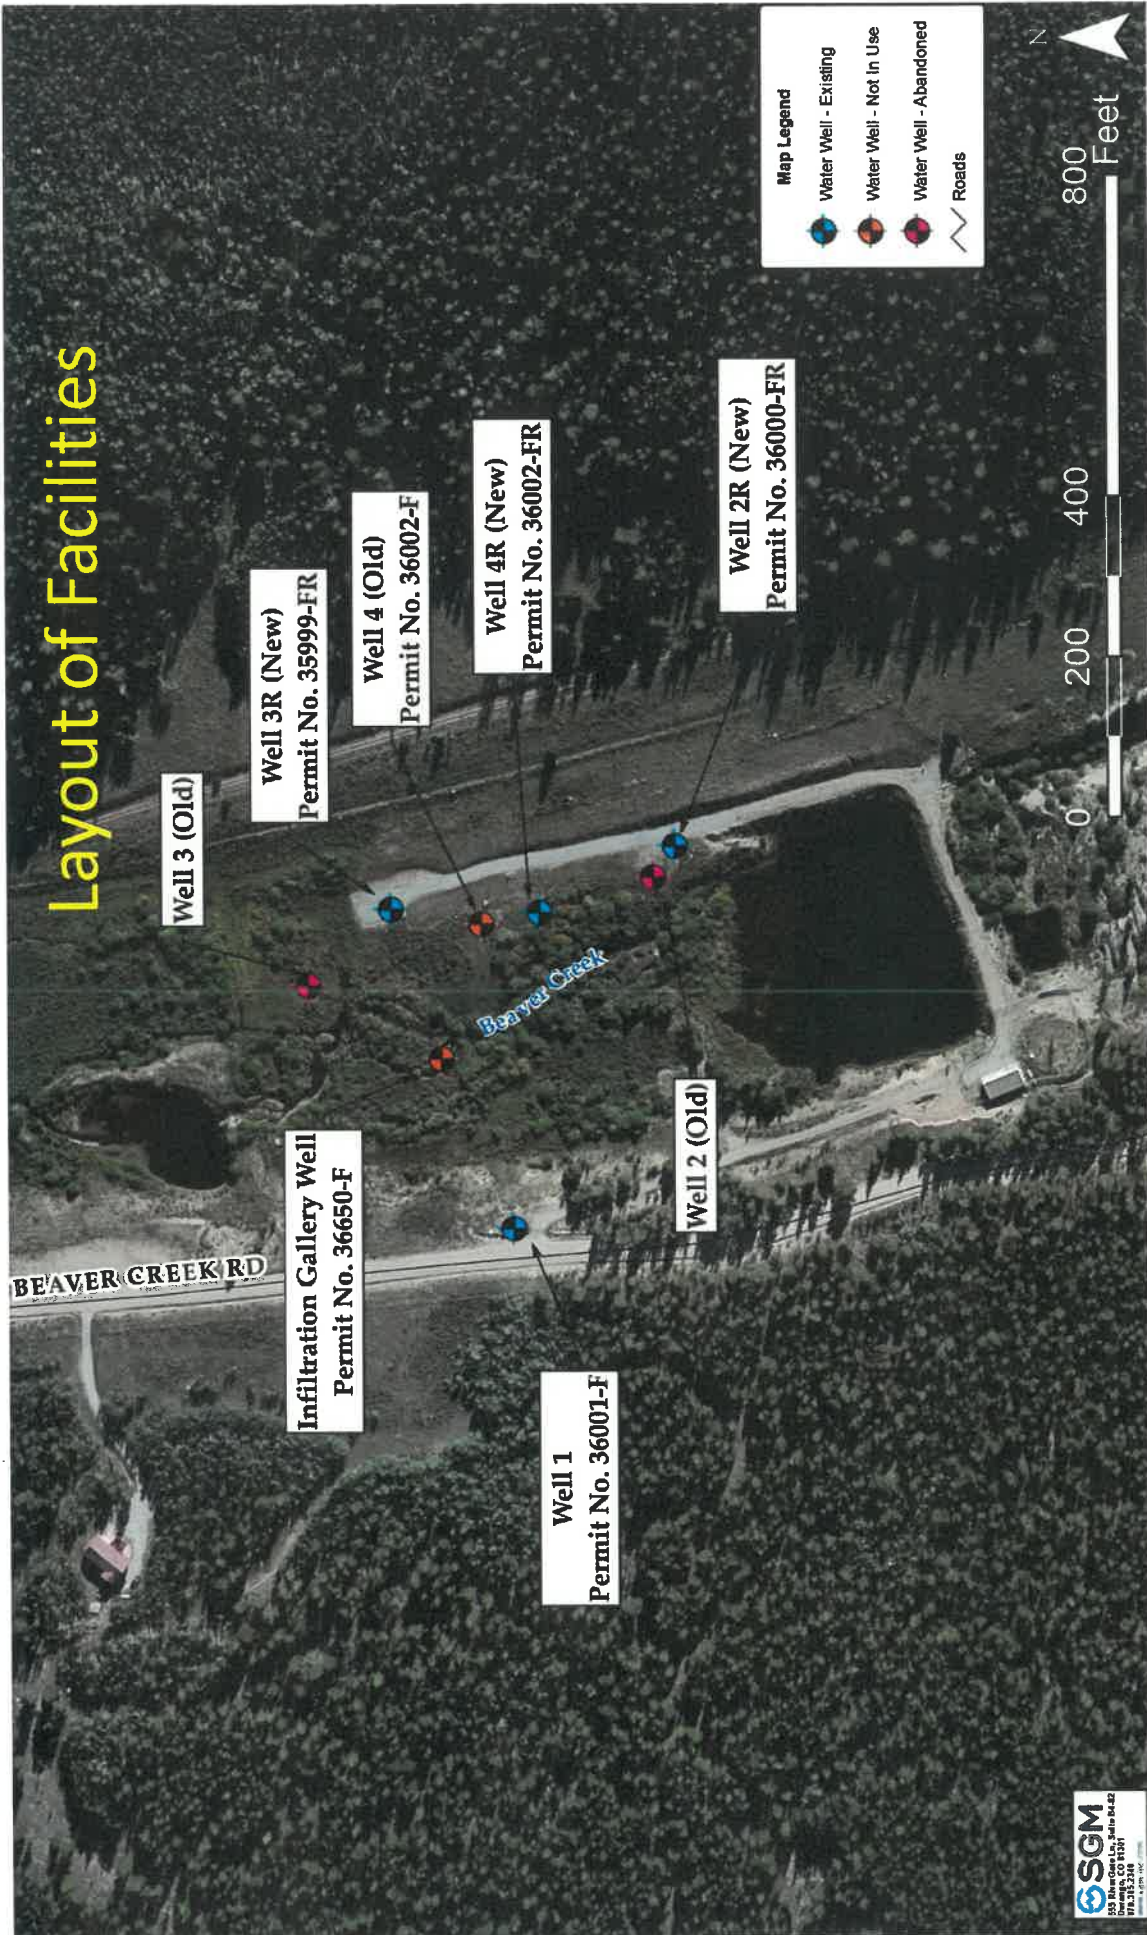 Layout of Facilities
Well 3 (Old)
Well 3R (New)
Permit No. 35999-FR
Well 4 (Old)
Permit No. 36002-F
Well 4R (New)
Permit No. 36002-FR
Well 2R (New)
Permit No. 36000-FR
Beaver Creek
BEAVER CREEK RD
Infiltration Gallery Well
Permit No. 36650-F
Well 2 (Old)
Well 1
Permit No. 36001-F
Map Legend
Water Well - Existing
Water Well - Not In Use
Water Well - Abandoned
Roads
N
0 200 400 800
Feet
SGM
Durango, CO 81301